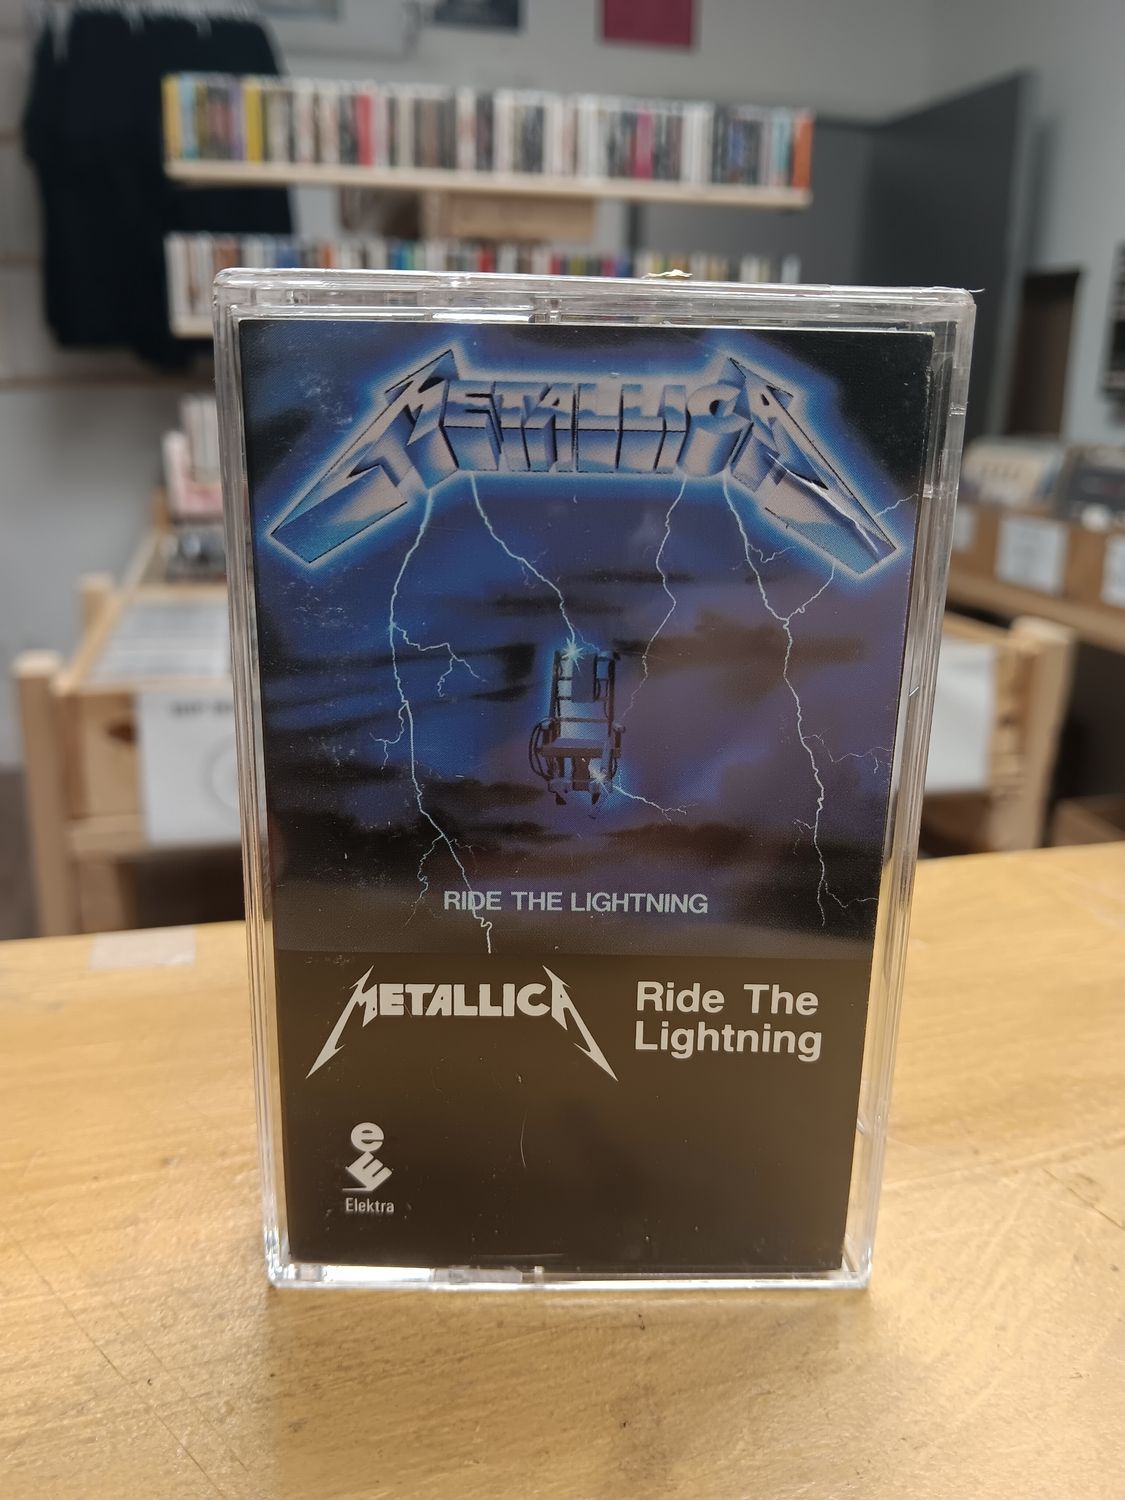 METALLICA
RIDE THE LIGHTNING
METALLICA
Ride The
Lightning
e
E
Elektra